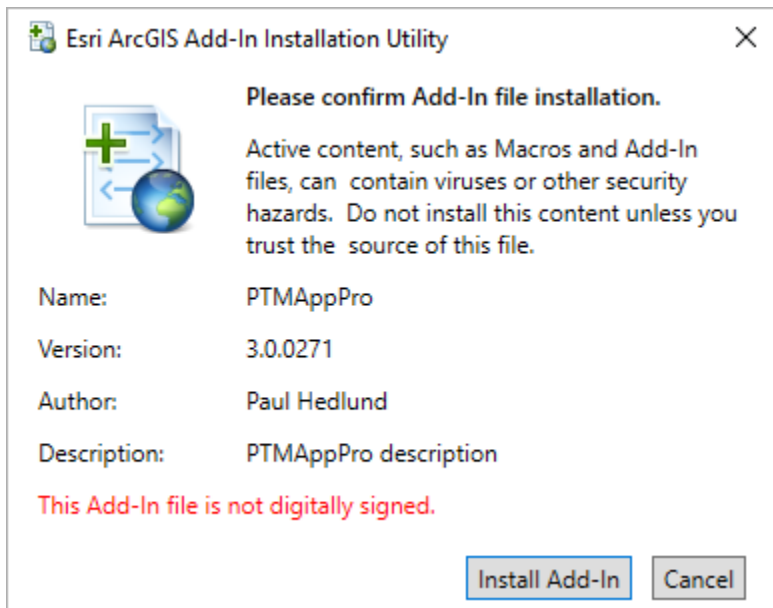 Esri ArcGIS Add-In Installation Utility
Please confirm Add-In file installation.
Active content, such as Macros and Add-In
files, can  contain viruses or other security
hazards.  Do not install this content unless you
trust the  source of this file.
Name: PTMAppPro
Version: 3.0.0271
Author: Paul Hedlund
Description: PTMAppPro description
This Add-In file is not digitally signed.
Install Add-In Cancel